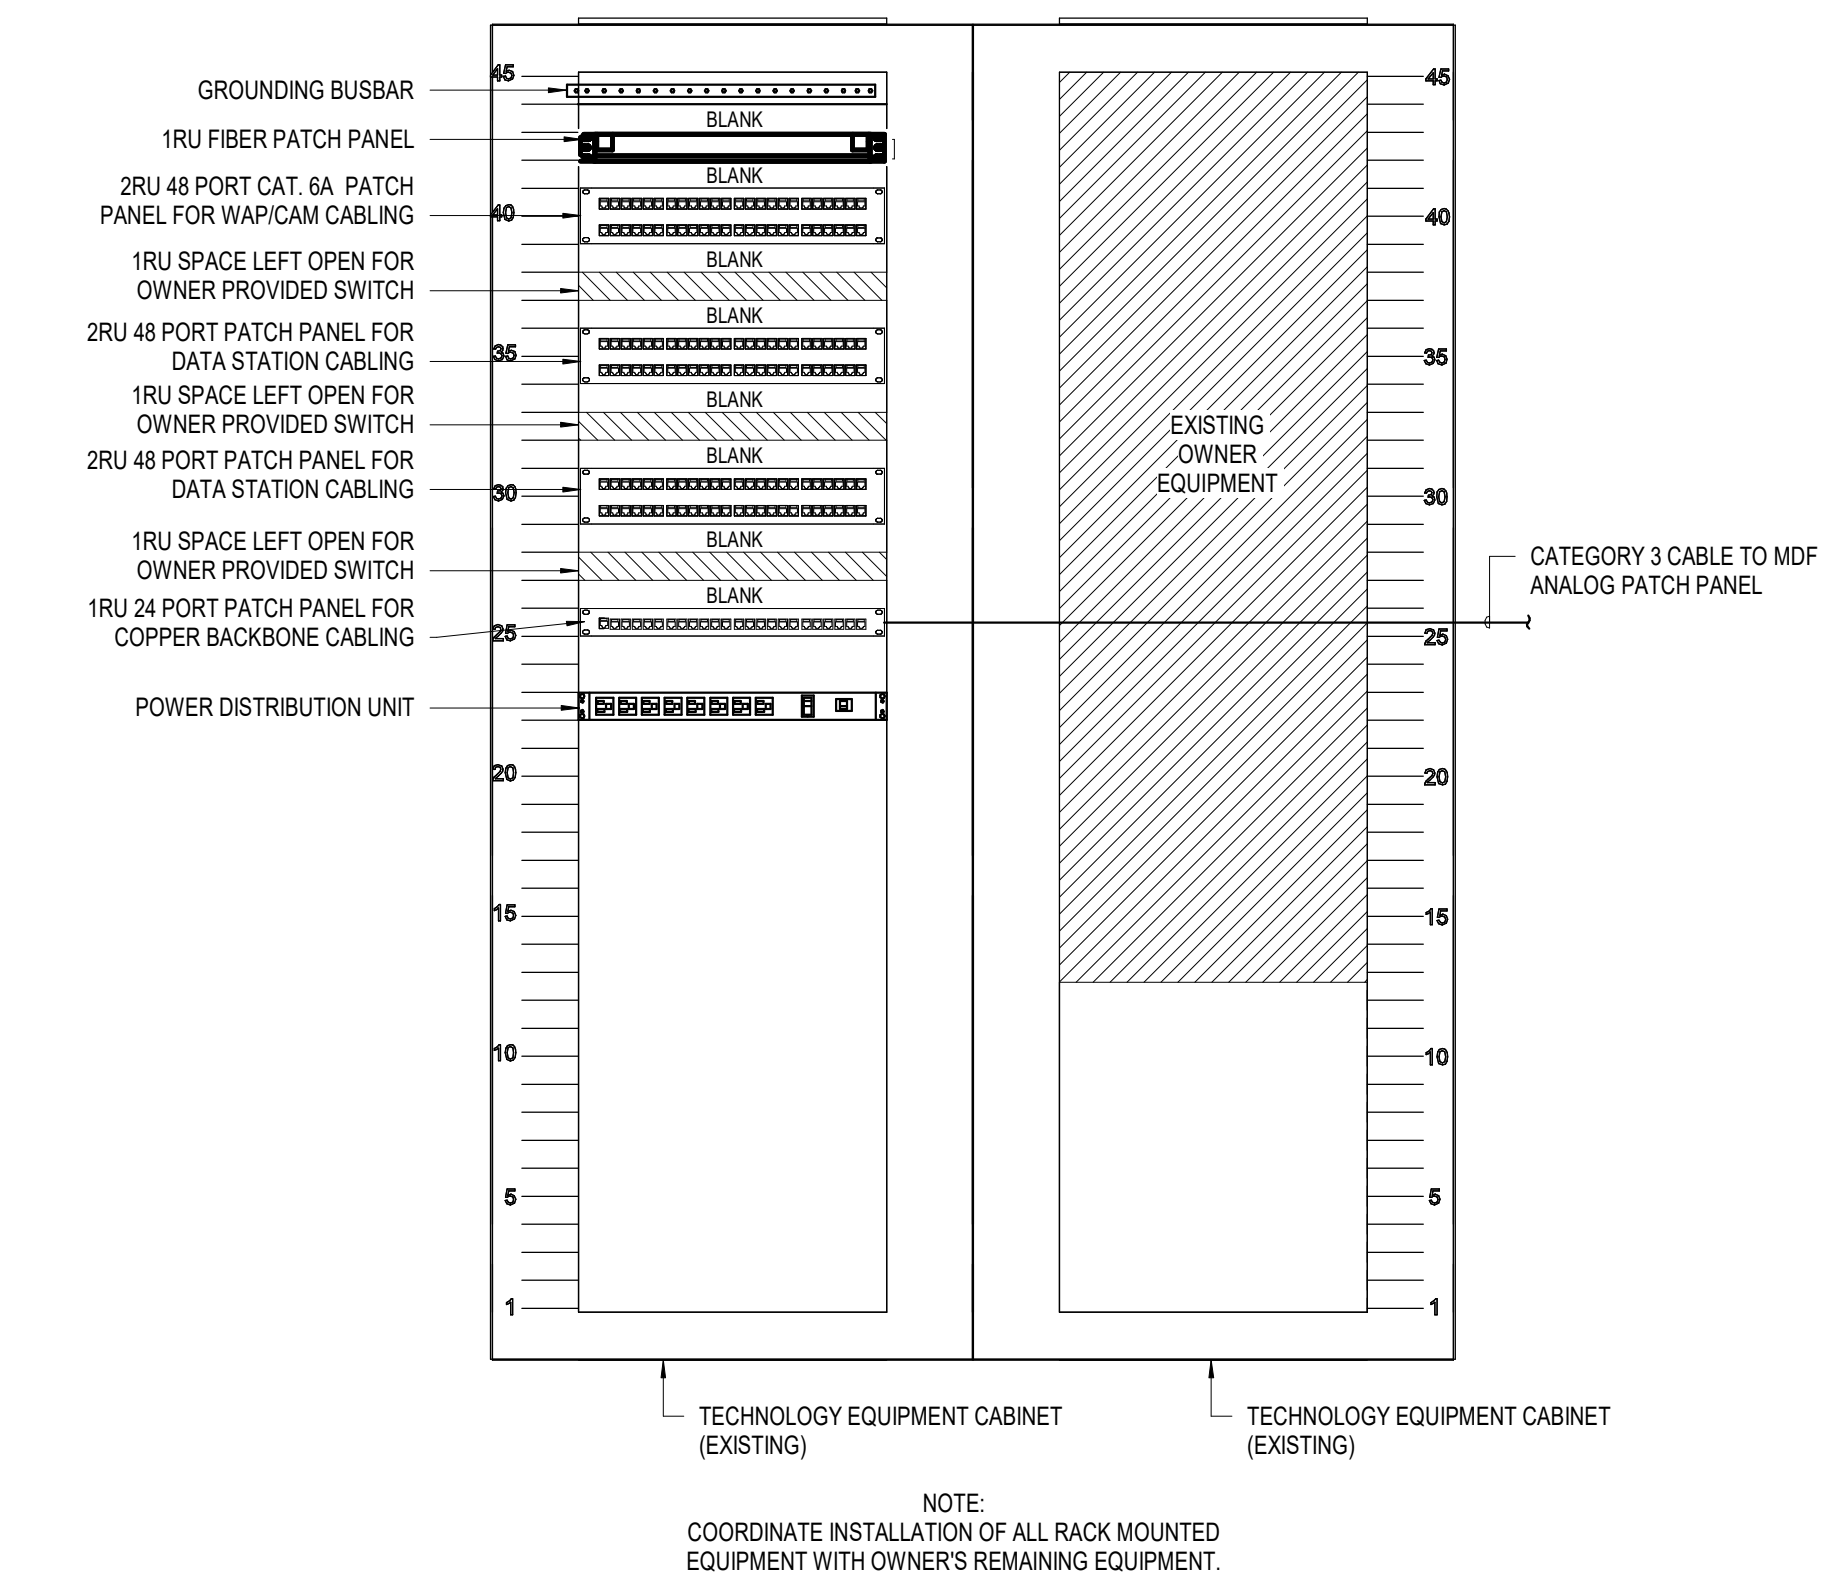 GROUNDING BUSBAR
1RU FIBER PATCH PANEL
2RU 48 PORT CAT. 6A PATCH
PANEL FOR WAP/CAM CABLING
1RU SPACE LEFT OPEN FOR
OWNER PROVIDED SWITCH
2RU 48 PORT PATCH PANEL FOR
DATA STATION CABLING
1RU SPACE LEFT OPEN FOR
OWNER PROVIDED SWITCH
2RU 48 PORT PATCH PANEL FOR
DATA STATION CABLING
1RU SPACE LEFT OPEN FOR
OWNER PROVIDED SWITCH
1RU 24 PORT PATCH PANEL FOR
COPPER BACKBONE CABLING
POWER DISTRIBUTION UNIT
45
40
35
30
25
20
15
10
5
1
BLANK
BLANK
BLANK
BLANK
BLANK
BLANK
BLANK
BLANK
EXISTING
OWNER
EQUIPMENT
45
40
35
30
25
20
15
10
5
1
CATEGORY 3 CABLE TO MDF
ANALOG PATCH PANEL
TECHNOLOGY EQUIPMENT CABINET
(EXISTING)
TECHNOLOGY EQUIPMENT CABINET
(EXISTING)
NOTE:
COORDINATE INSTALLATION OF ALL RACK MOUNTED
EQUIPMENT WITH OWNER'S REMAINING EQUIPMENT.